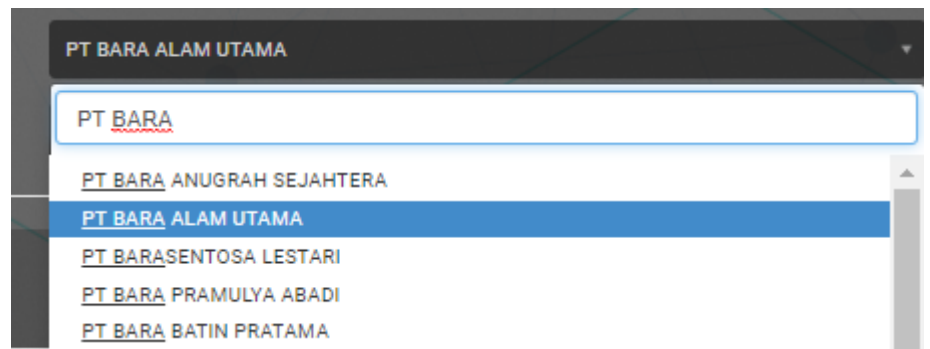 PT BARA ALAM UTAMA
PT BARA
PT BARA ANUGRAH SEJAHTERA
PT BARA ALAM UTAMA
PT BARASENTOSA LESTARI
PT BARA PRAMULYA ABADI
PT BARA BATIN PRATAMA